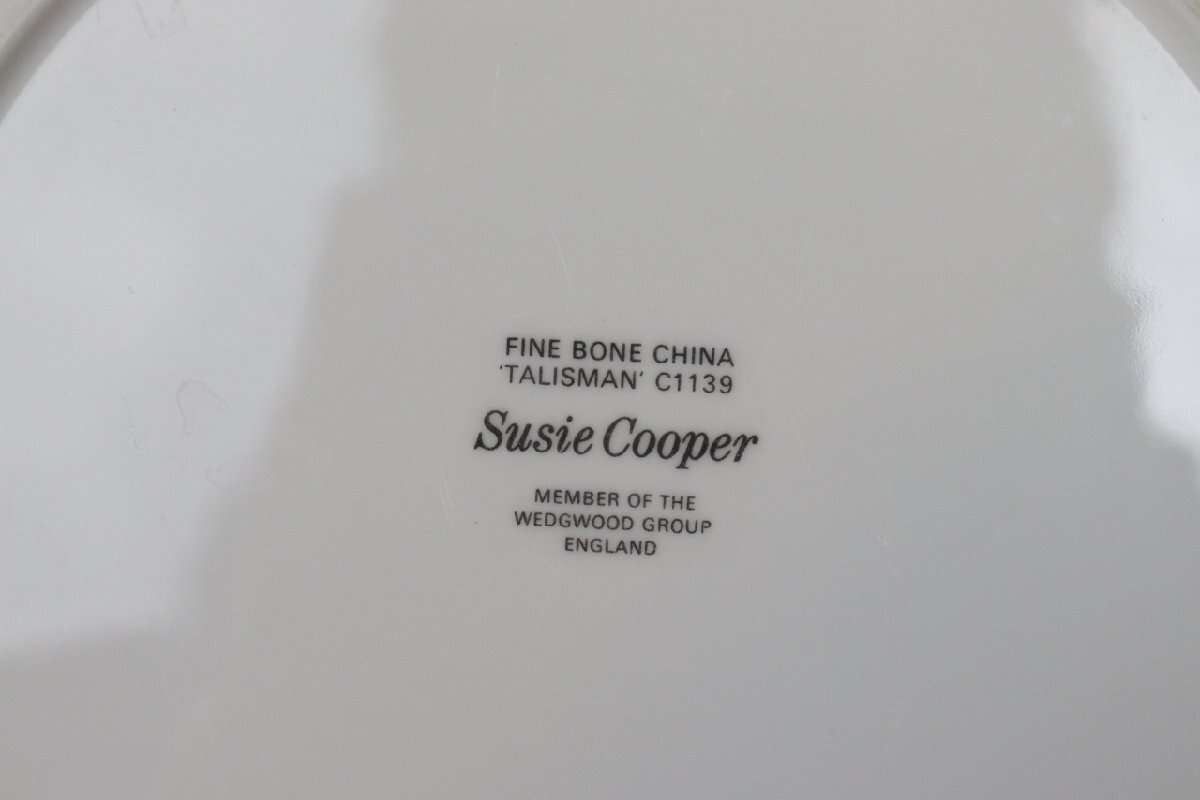 FINE BONE CHINA
'TALISMAN' C1139
Susie Cooper
MEMBER OF THE
WEDGWOOD GROUP
ENGLAND